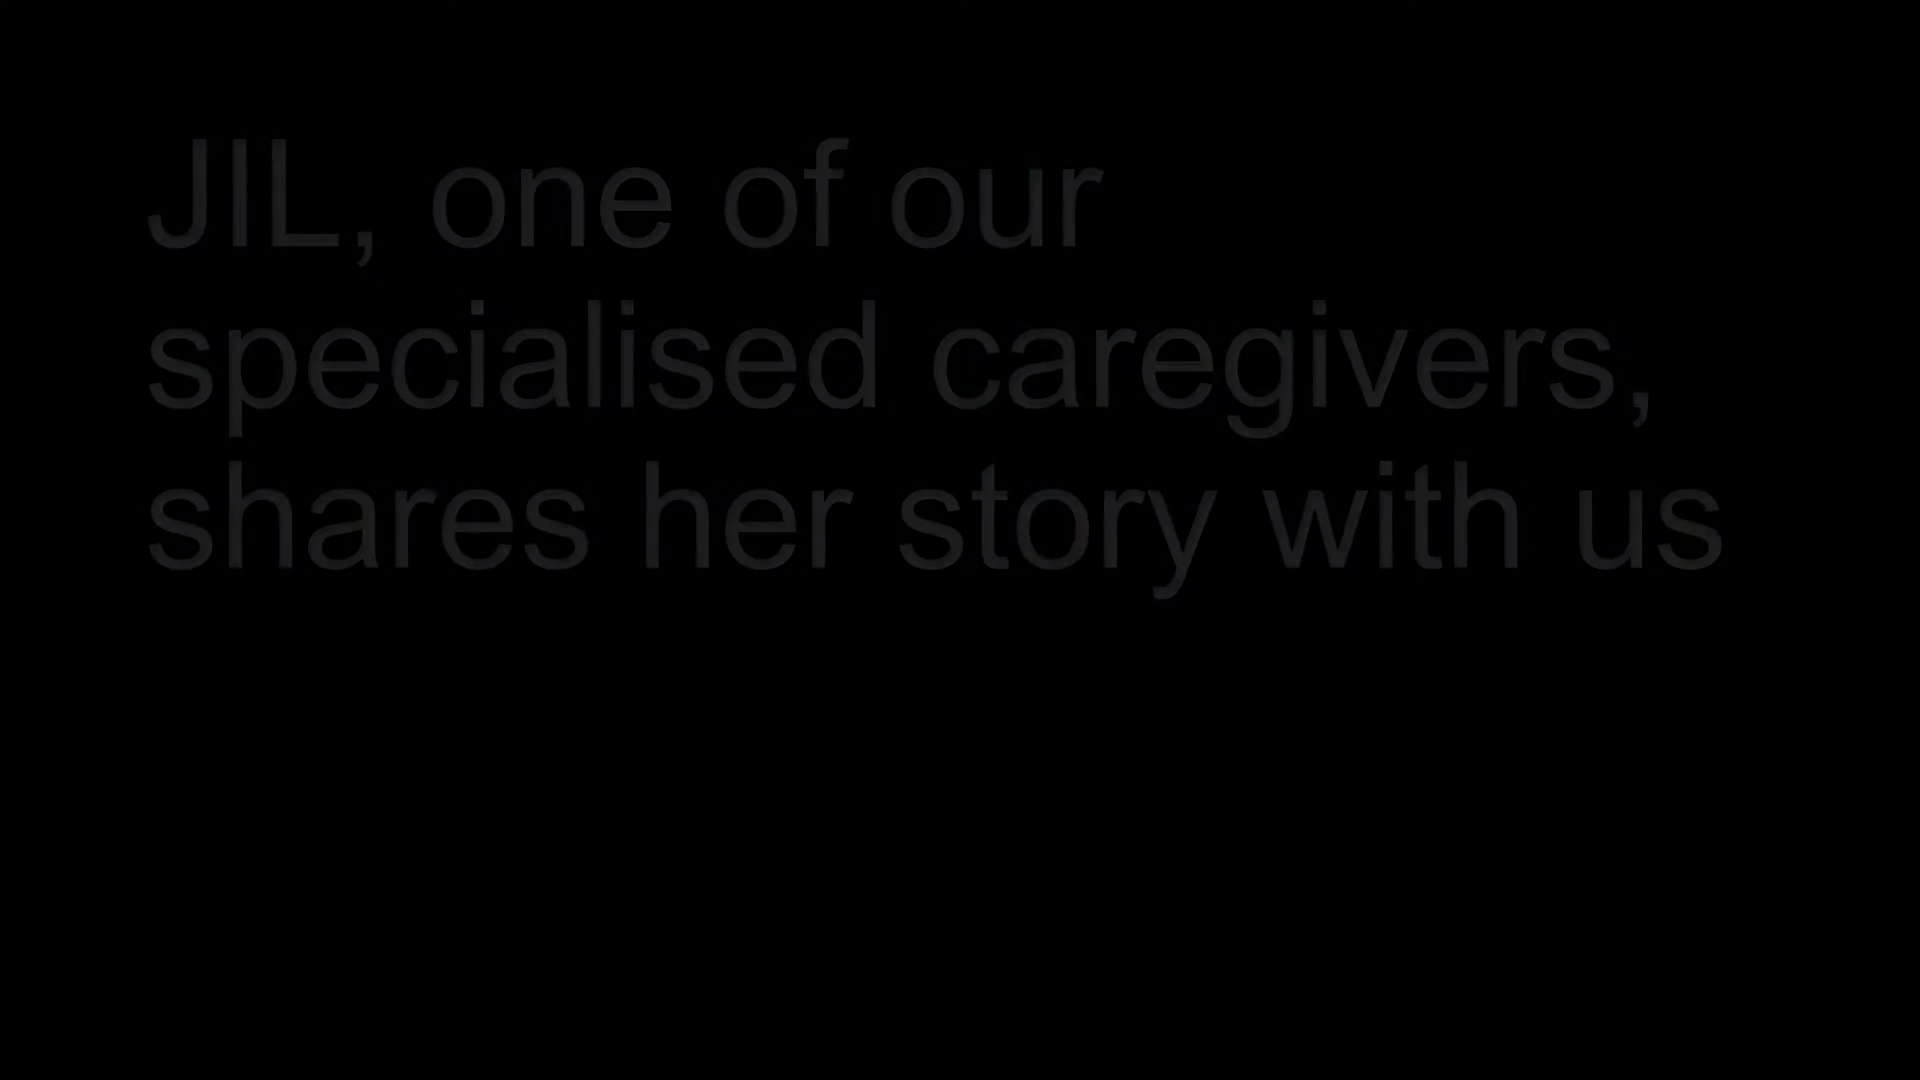 JIL, one of our
specialised caregivers,
shares her story with us